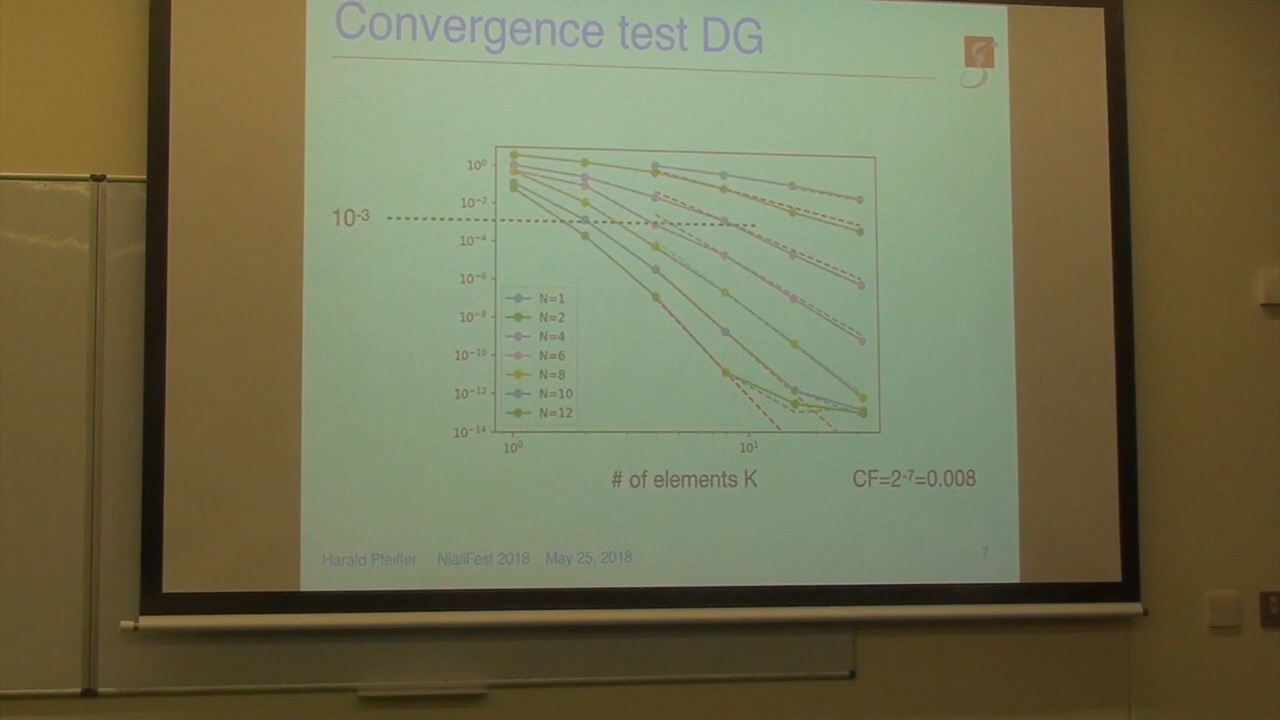 Convergence test DG
10⁰
10⁻²
10⁻³
10⁻⁴
10⁻⁶
10⁻⁸
10⁻¹⁰
10⁻¹²
10⁻¹⁴
N=1
N=2
N=4
N=6
N=8
N=10
N=12
10⁰ 10¹
# of elements K
CF=2⁻⁷=0.008
Harald Pfeiffer NiallFest 2018 May 25, 2018 7